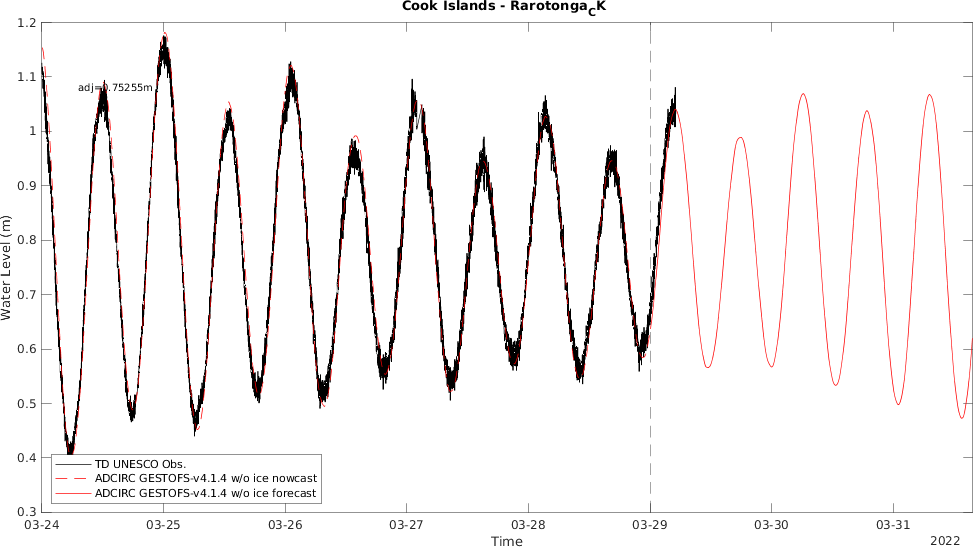 Cook Islands - Rarotonga_CK
1.2
1.1
1
0.9
0.8
0.7
0.6
0.5
0.4
0.3
Water Level (m)
adj=0.75255m
TD UNESCO Obs.
ADCIRC GESTOFS-v4.1.4 w/o ice nowcast
ADCIRC GESTOFS-v4.1.4 w/o ice forecast
03-24 03-25 03-26 03-27 03-28 03-29 03-30 03-31
Time
2022